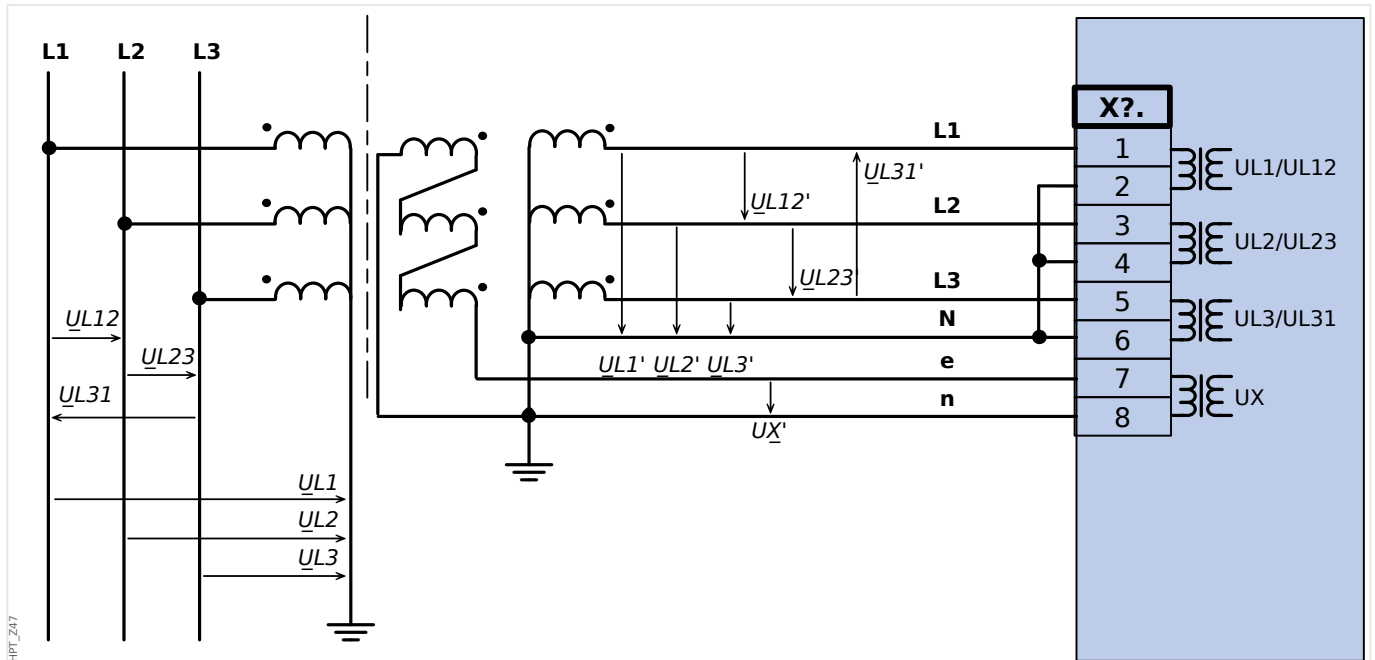 L1 L2 L3
X?.
L1
1
UL31'
UL1/UL12
2
UL12'
L2
3
UL2/UL23
4
UL23'
L3
5
UL3/UL31
N
6
UL12
UL23
UL31
UL1' UL2' UL3'
e
7
UX
n
8
UX'
UL1
UL2
UL3
HPT_Z47